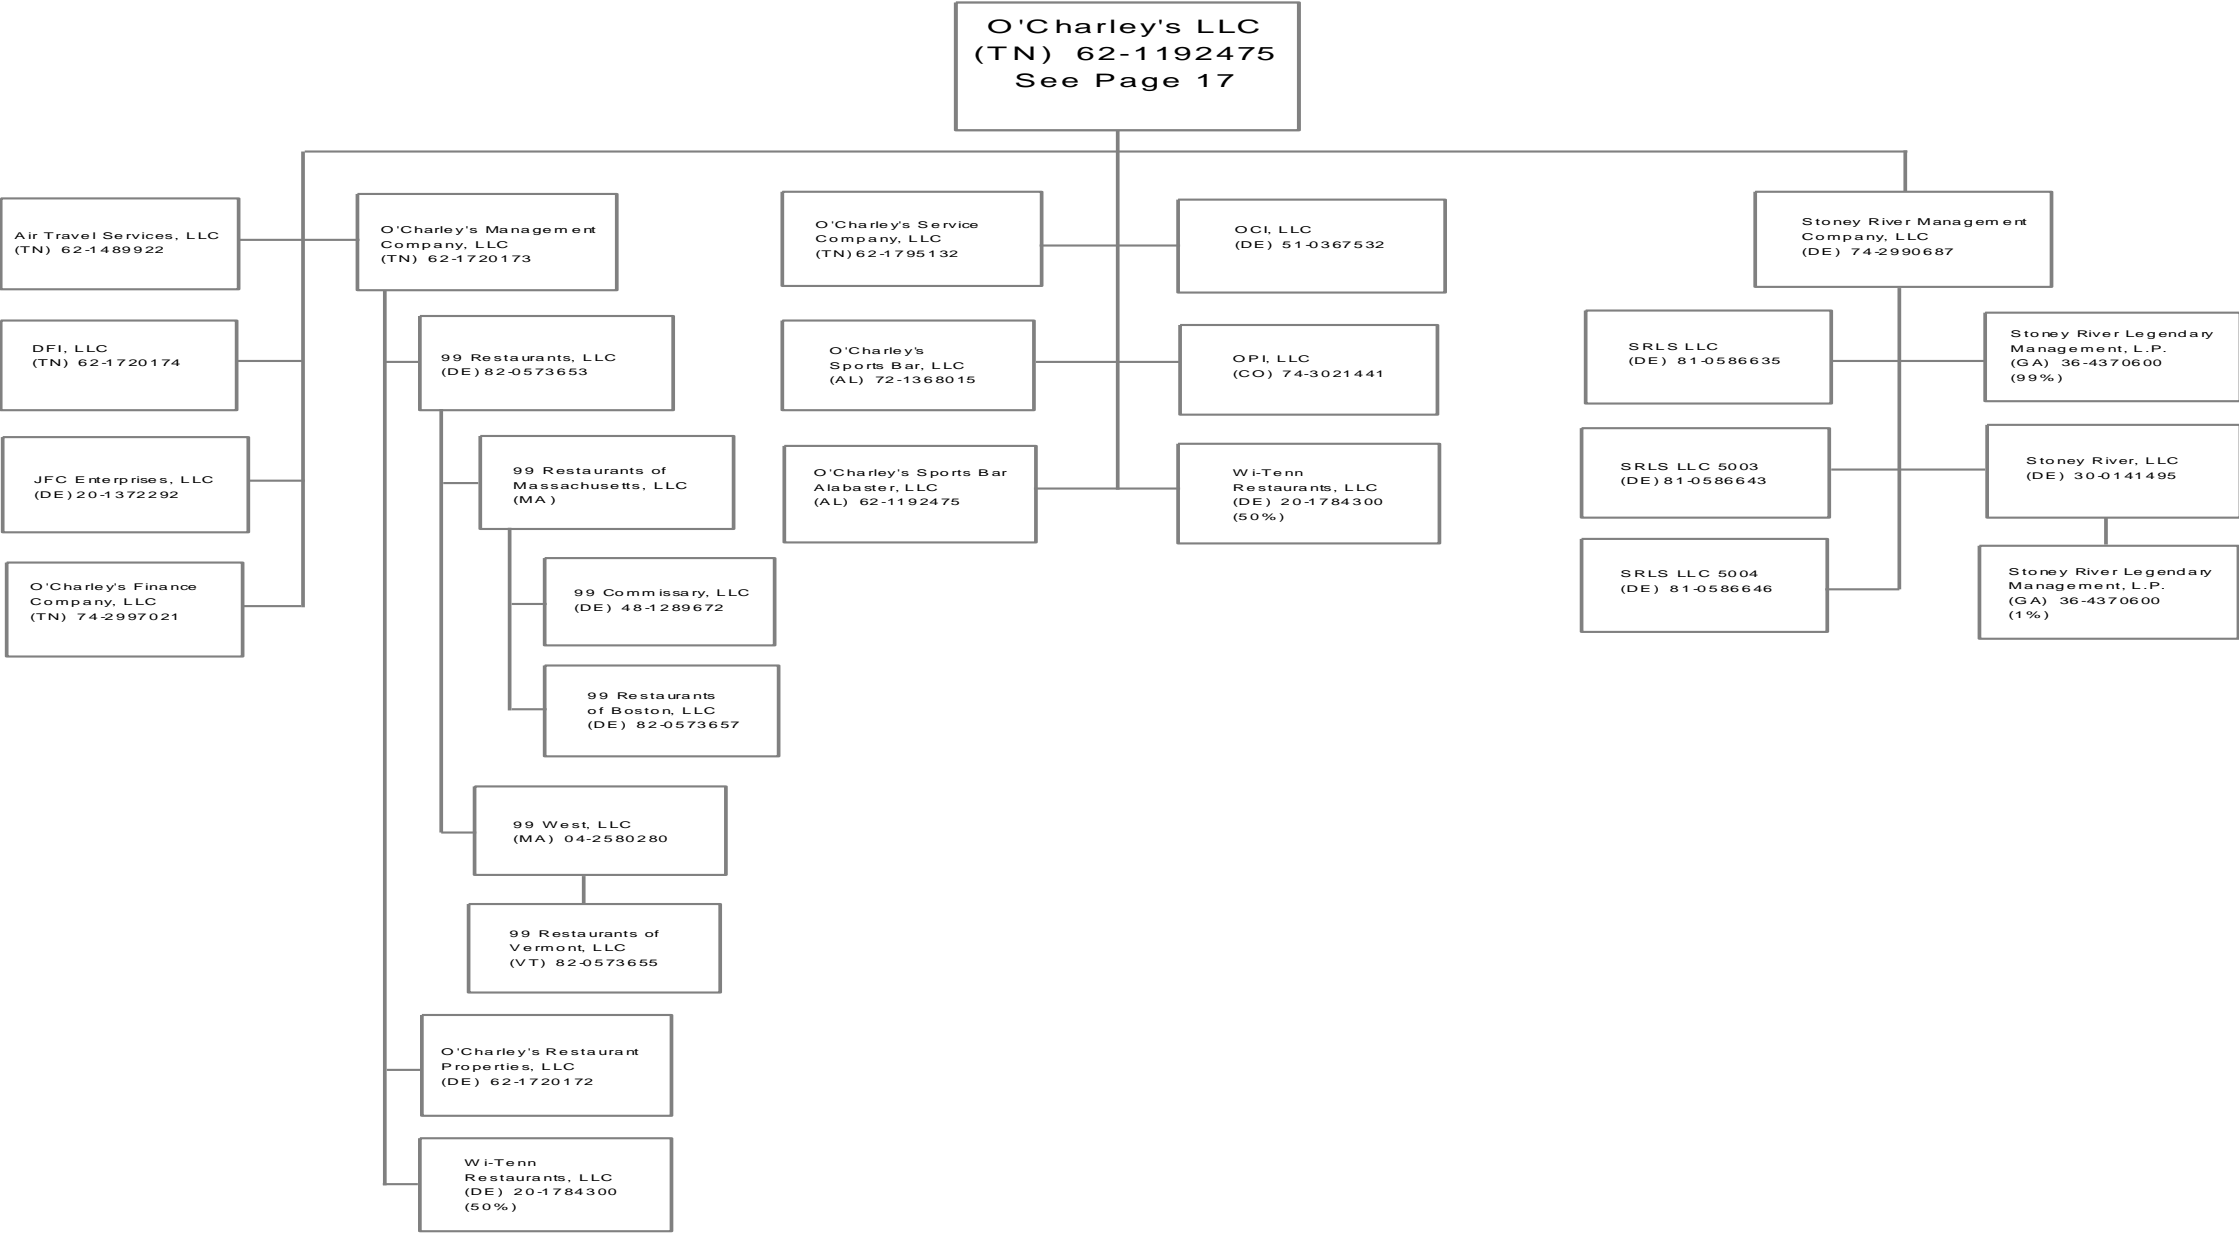 O'Charley's LLC
(TN) 62-1192475
See Page 17
Air Travel Services, LLC
(TN) 62-1489922
O'Charley's Management
Company, LLC
(TN) 62-1720173
O'Charley's Service
Company, LLC
(TN) 62-1795132
OCI, LLC
(DE) 51-0367532
Stoney River Management
Company, LLC
(DE) 74-2990687
DFI, LLC
(TN) 62-1720174
99 Restaurants, LLC
(DE) 82-0573653
O'Charley's
Sports Bar, LLC
(AL) 72-1368015
OPI, LLC
(CO) 74-3021441
SRLS LLC
(DE) 81-0586635
Stoney River Legendary
Management, L.P.
(GA) 36-4370600
(99%)
JFC Enterprises, LLC
(DE) 20-1372292
99 Restaurants of
Massachusetts, LLC
(MA)
O'Charley's Sports Bar
Alabaster, LLC
(AL) 62-1192475
Wi-Tenn
Restaurants, LLC
(DE) 20-1784300
(50%)
SRLS LLC 5003
(DE) 81-0586643
Stoney River, LLC
(DE) 30-0141495
O'Charley's Finance
Company, LLC
(TN) 74-2997021
99 Commissary, LLC
(DE) 48-1289672
SRLS LLC 5004
(DE) 81-0586646
Stoney River Legendary
Management, L.P.
(GA) 36-4370600
(1%)
99 Restaurants
of Boston, LLC
(DE) 82-0573657
99 West, LLC
(MA) 04-2580280
99 Restaurants of
Vermont, LLC
(VT) 82-0573655
O'Charley's Restaurant
Properties, LLC
(DE) 62-1720172
Wi-Tenn
Restaurants, LLC
(DE) 20-1784300
(50%)